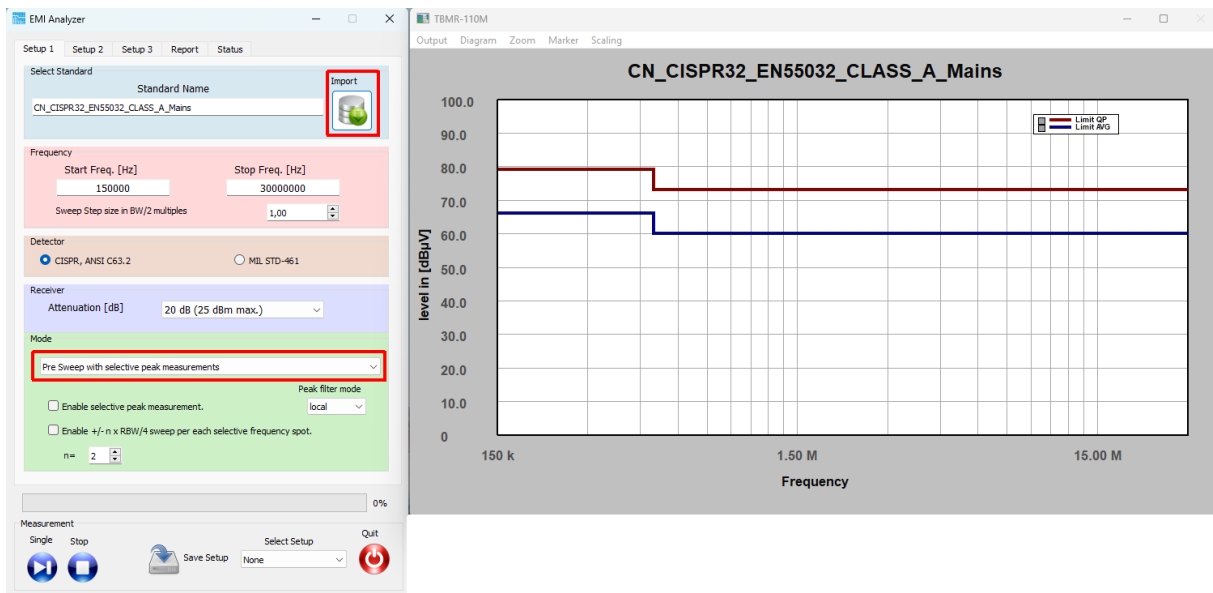 EMI Analyzer
Setup 1 Setup 2 Setup 3 Report Status
Select Standard
Standard Name
Import
CN_CISPR32_EN55032_CLASS_A_Mains
Frequency
Start Freq. [Hz] Stop Freq. [Hz]
150000 30000000
Sweep Step size in BW/2 multiples 1,00
Detector
CISPR, ANSI C63.2 MIL STD-461
Receiver
Attenuation [dB] 20 dB (25 dBm max.)
Mode
Pre Sweep with selective peak measurements
Peak filter mode
Enable selective peak measurement. local
Enable +/- n x RBW/4 sweep per each selective frequency spot.
n= 2
0%
Measurement
Single Stop Select Setup Quit
Save Setup None
TBMR-110M
Output Diagram Zoom Marker Scaling
CN_CISPR32_EN55032_CLASS_A_Mains
Limit QP
Limit AVG
level in [dBµV]
100.0
90.0
80.0
70.0
60.0
50.0
40.0
30.0
20.0
10.0
0
150 k 1.50 M 15.00 M
Frequency